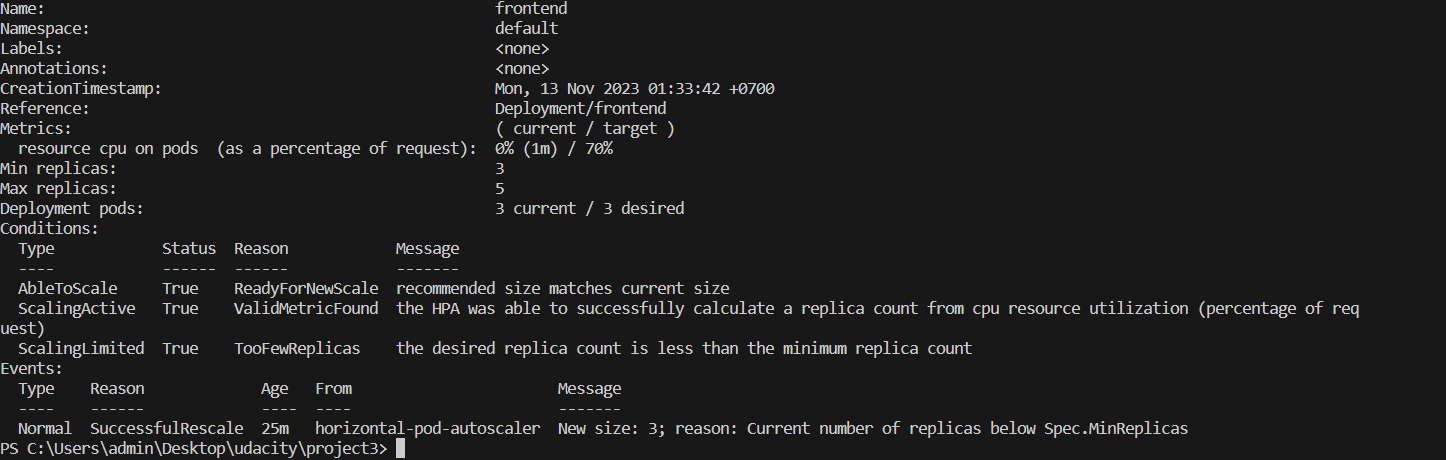 Name:                                                  frontend
Namespace:                                             default
Labels:                                                <none>
Annotations:                                           <none>
CreationTimestamp:                                     Mon, 13 Nov 2023 01:33:42 +0700
Reference:                                             Deployment/frontend
Metrics:                                               ( current / target )
  resource cpu on pods  (as a percentage of request):  0% (1m) / 70%
Min replicas:                                          3
Max replicas:                                          5
Deployment pods:                                       3 current / 3 desired
Conditions:
  Type            Status  Reason            Message
  ----            ------  ------            -------
  AbleToScale     True    ReadyForNewScale  recommended size matches current size
  ScalingActive   True    ValidMetricFound  the HPA was able to successfully calculate a replica count from cpu resource utilization (percentage of req
uest)
  ScalingLimited  True    TooFewReplicas    the desired replica count is less than the minimum replica count
Events:
  Type    Reason             Age   From                       Message
  ----    ------             ----  ----                       -------
  Normal  SuccessfulRescale  25m   horizontal-pod-autoscaler  New size: 3; reason: Current number of replicas below Spec.MinReplicas
PS C:\Users\admin\Desktop\udacity\project3>